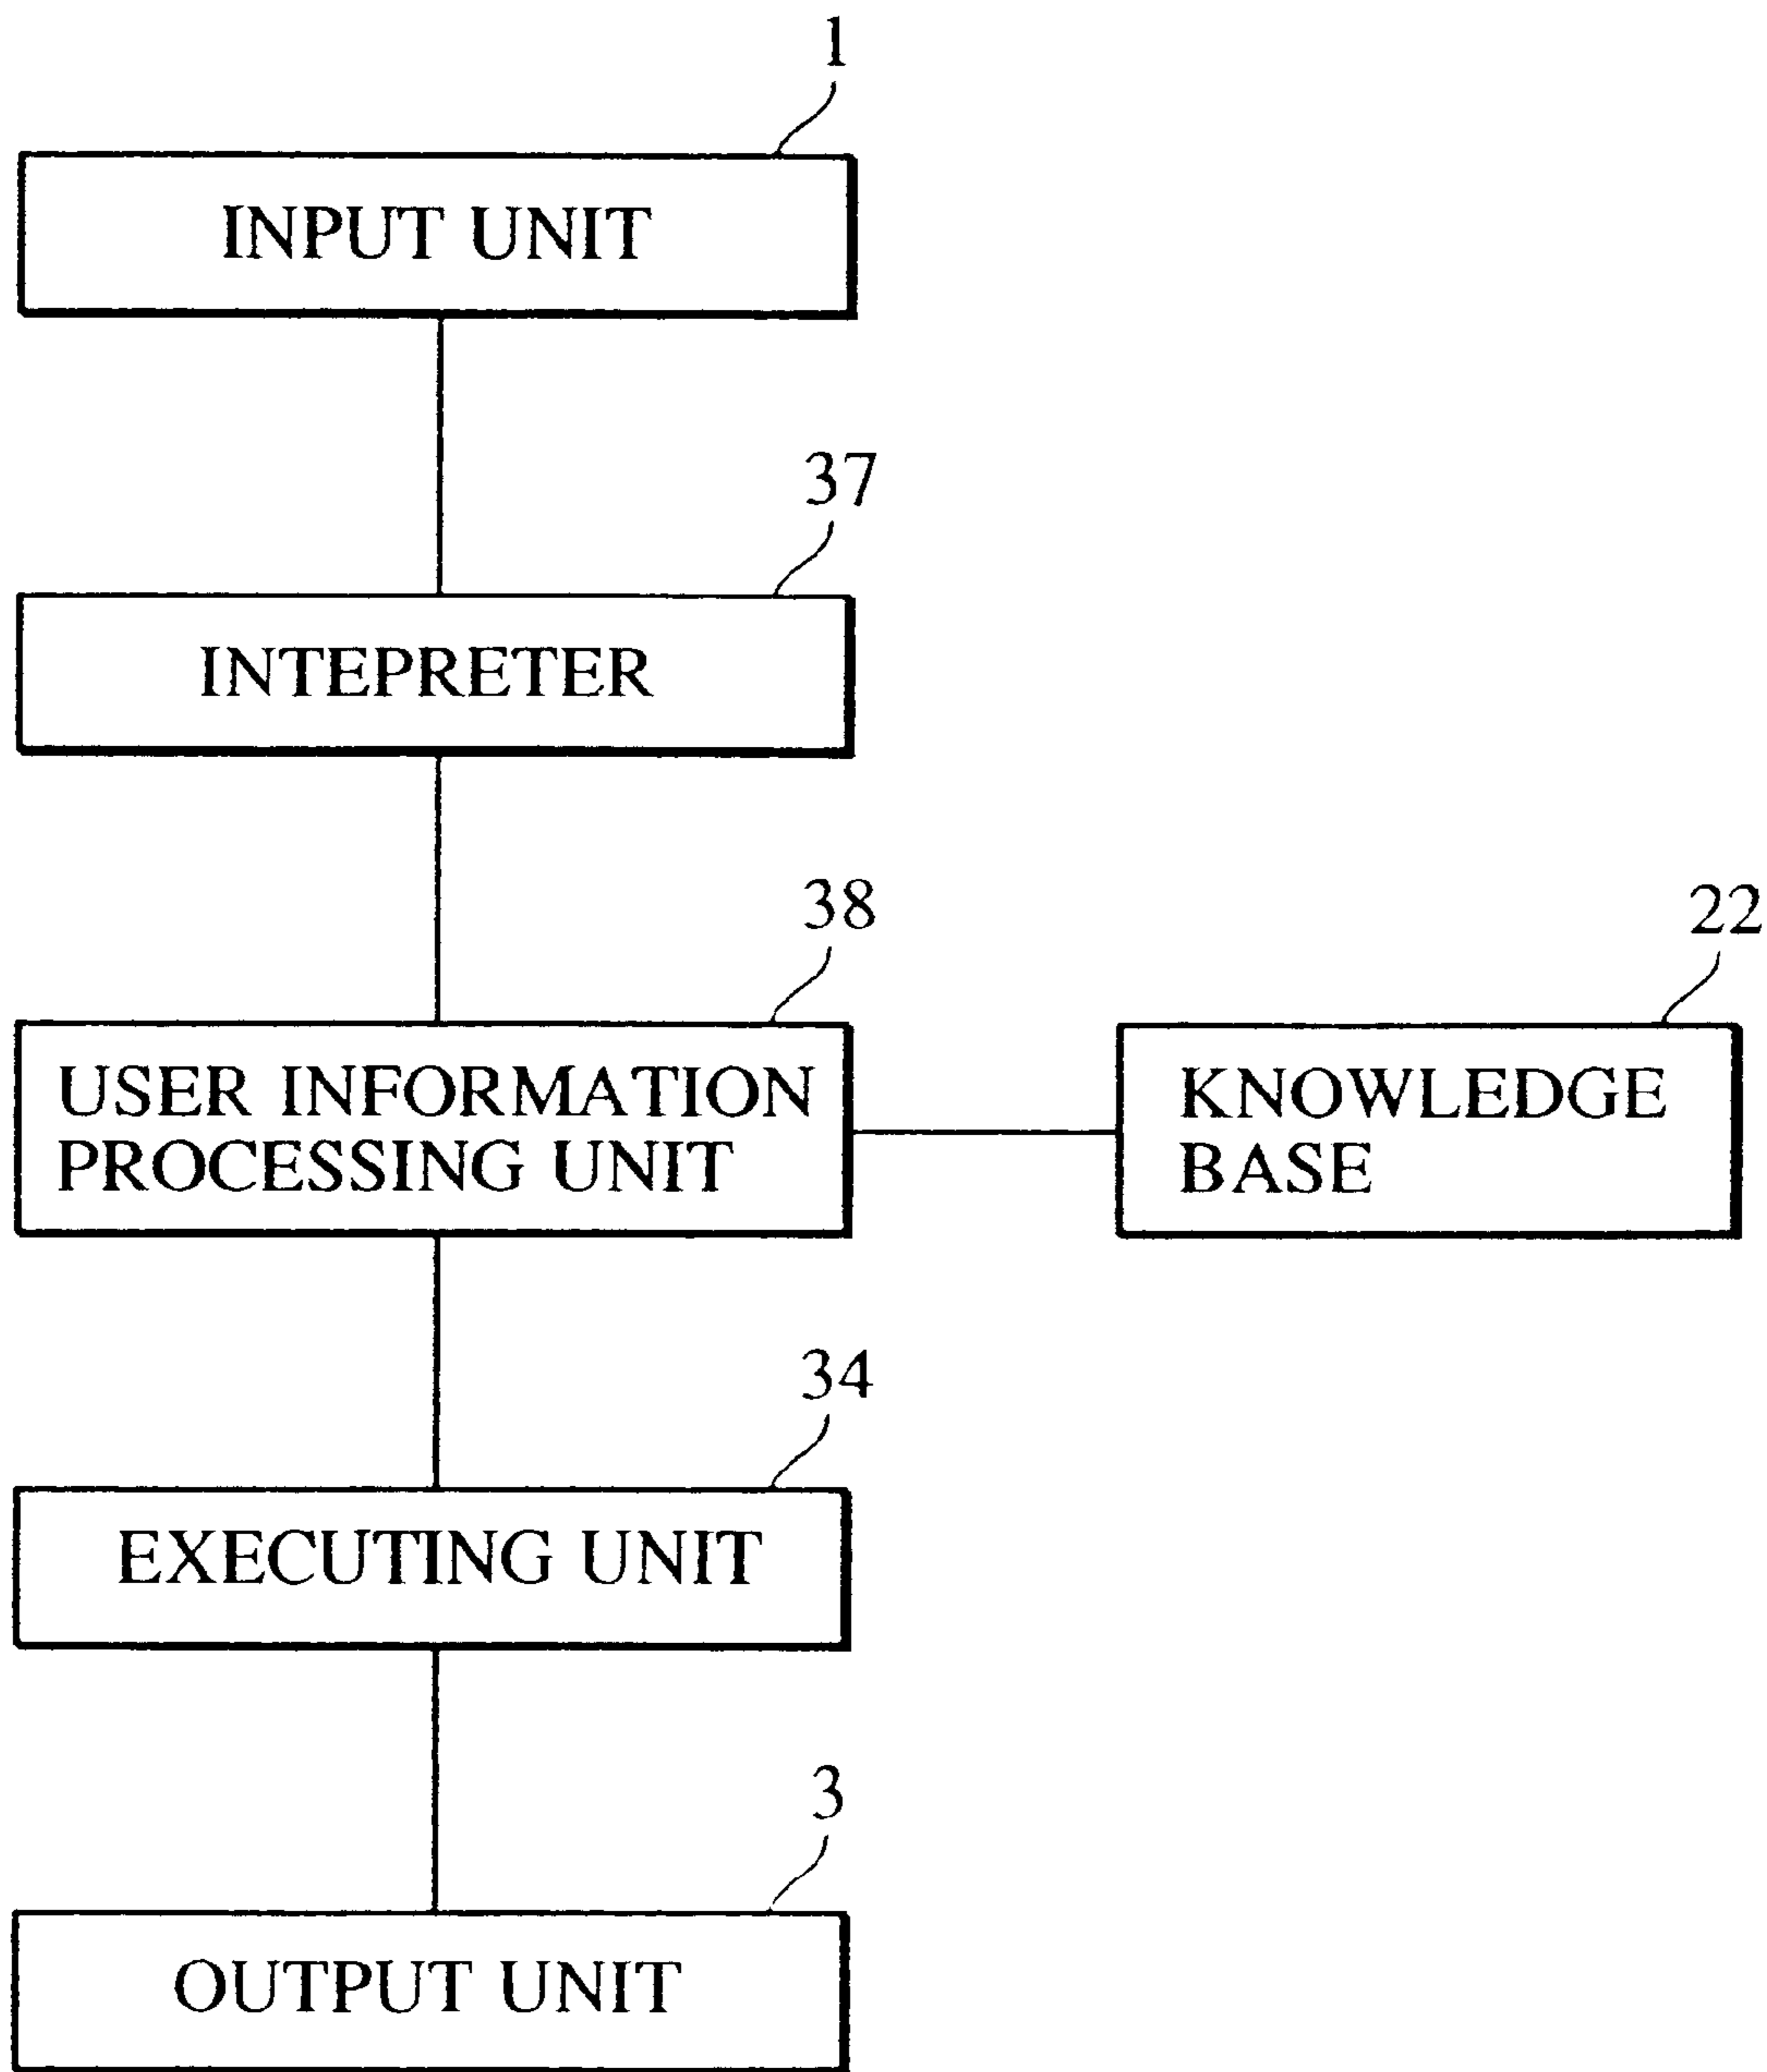 1
INPUT UNIT
37
INTEPRETER
38
22
USER INFORMATION
PROCESSING UNIT
KNOWLEDGE
BASE
34
EXECUTING UNIT
3
OUTPUT UNIT